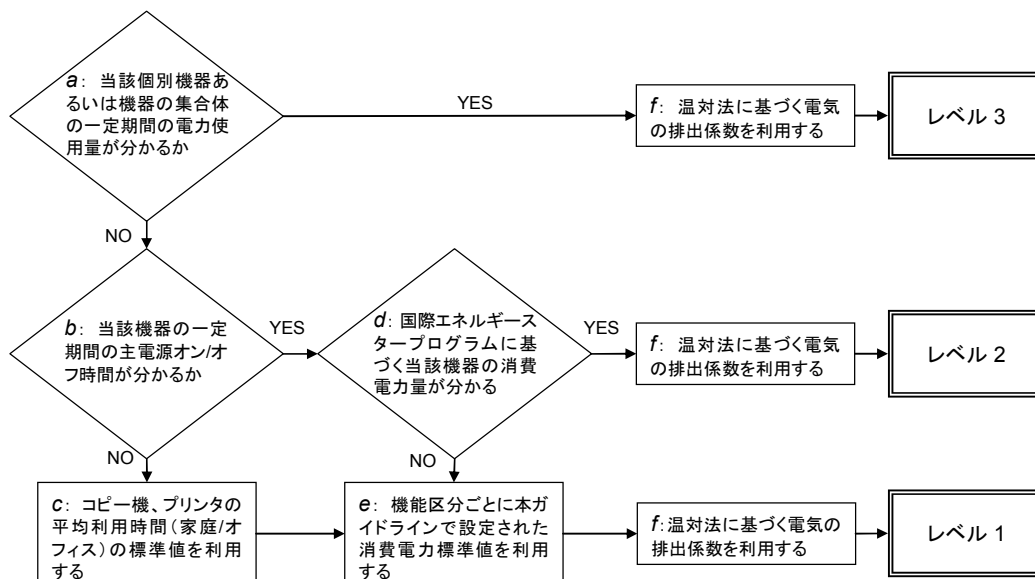 a: 当該個別機器あ
るいは機器の集合体
の一定期間の電力使
用量が分かるか
YES
f: 温対法に基づく電気
の排出係数を利用する
レベル 3
NO
b: 当該機器の一定
期間の主電源オン/オ
フ時間が分かるか
YES
d: 国際エネルギース
タープログラムに基
づく当該機器の消費
電力量が分かる
YES
f: 温対法に基づく電気
の排出係数を利用する
レベル 2
NO
NO
c: コピー機、プリンタの
平均利用時間(家庭/オ
フィス)の標準値を利用
する
e: 機能区分ごとに本ガ
イドラインで設定された
消費電力標準値を利用
する
f:温対法に基づく電気の
排出係数を利用する
レベル 1